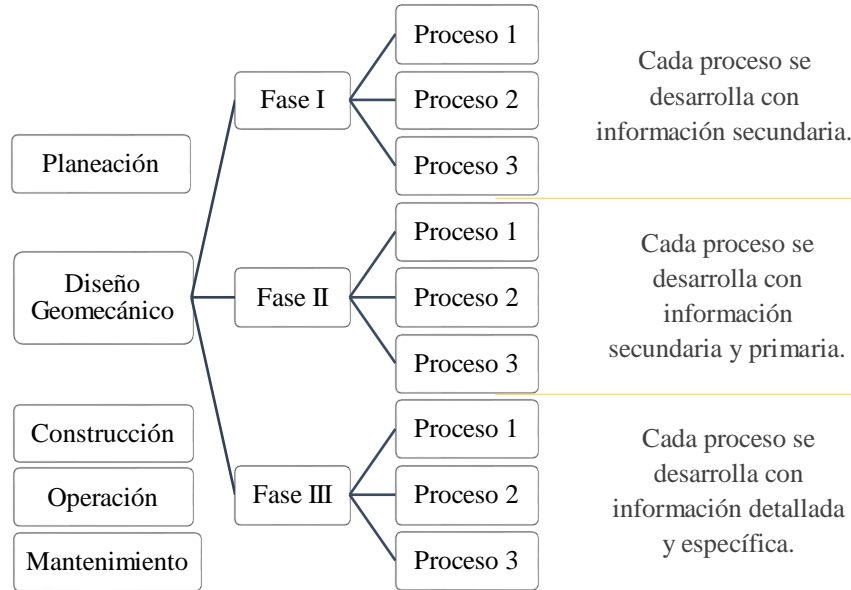 Planeación
Diseño
Geomecánico
Construcción
Operación
Mantenimiento
Fase I
Proceso 1
Proceso 2
Proceso 3
Cada proceso se
desarrolla con
información secundaria.
Fase II
Proceso 1
Proceso 2
Proceso 3
Cada proceso se
desarrolla con
información
secundaria y primaria.
Fase III
Proceso 1
Proceso 2
Proceso 3
Cada proceso se
desarrolla con
información detallada
y específica.